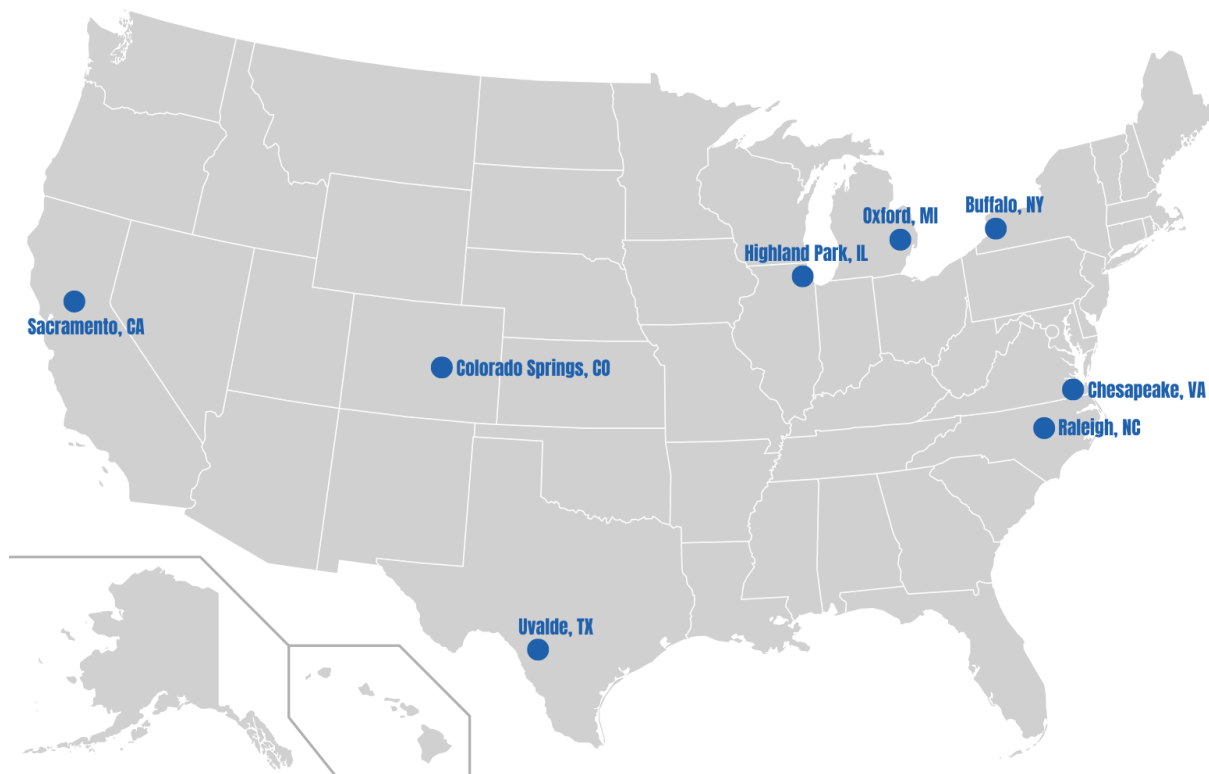 Buffalo, NY
Oxford, MI
Highland Park, IL
Sacramento, CA
Colorado Springs, CO
Chesapeake, VA
Raleigh, NC
Uvalde, TX